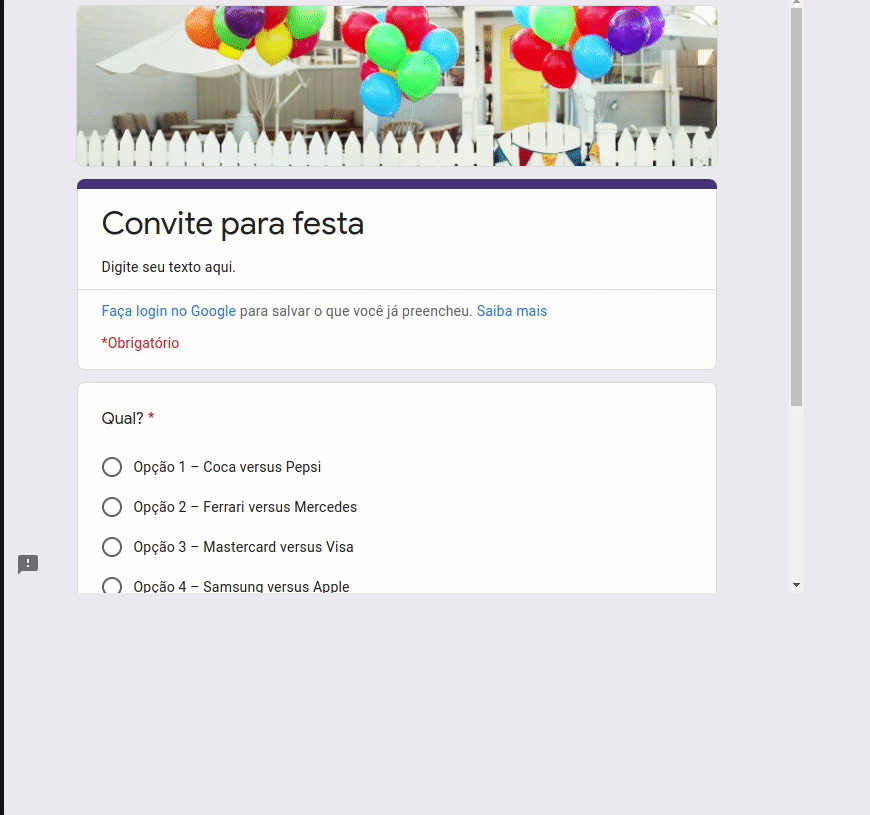 Convite para festa
Digite seu texto aqui.
Faça login no Google para salvar o que você já preencheu. Saiba mais
*Obrigatório
Qual? *
Opção 1 – Coca versus Pepsi
Opção 2 – Ferrari versus Mercedes
Opção 3 – Mastercard versus Visa
Opção 4 – Samsung versus Apple